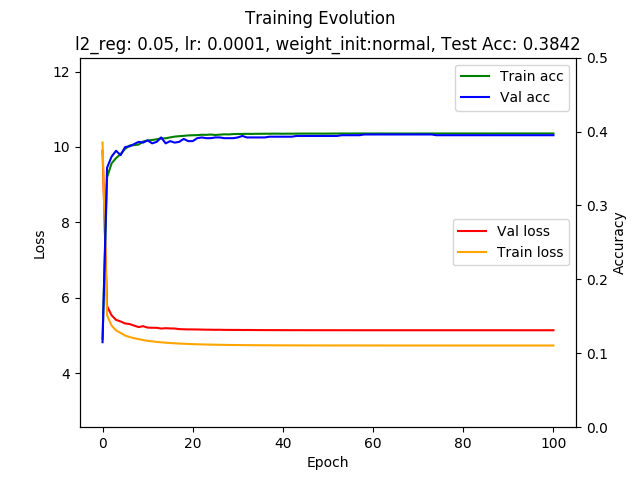 Training Evolution
l2_reg: 0.05, lr: 0.0001, weight_init:normal, Test Acc: 0.3842
12
10
8
6
4
Loss
0.5
0.4
0.3
0.2
0.1
0.0
Accuracy
Train acc
Val acc
Val loss
Train loss
0 20 40 60 80 100
Epoch